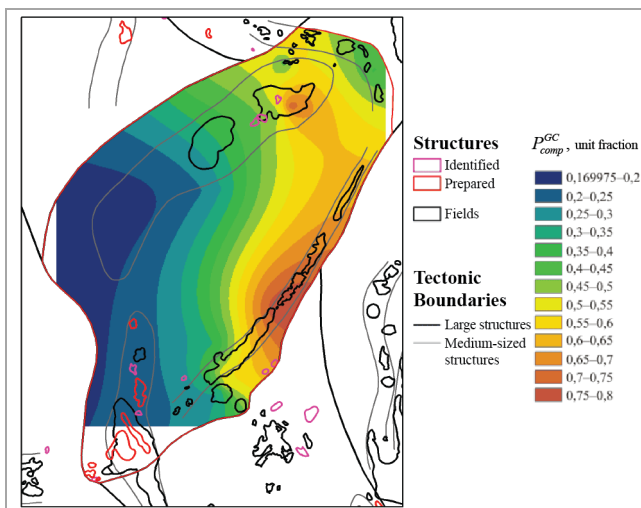 Structures
Identified
Prepared
Fields
Tectonic
Boundaries
Large structures
Medium-sized
structures
P_comp^GC, unit fraction
0,169975–0,2
0,2–0,25
0,25–0,3
0,3–0,35
0,35–0,4
0,4–0,45
0,45–0,5
0,5–0,55
0,55–0,6
0,6–0,65
0,65–0,7
0,7–0,75
0,75–0,8